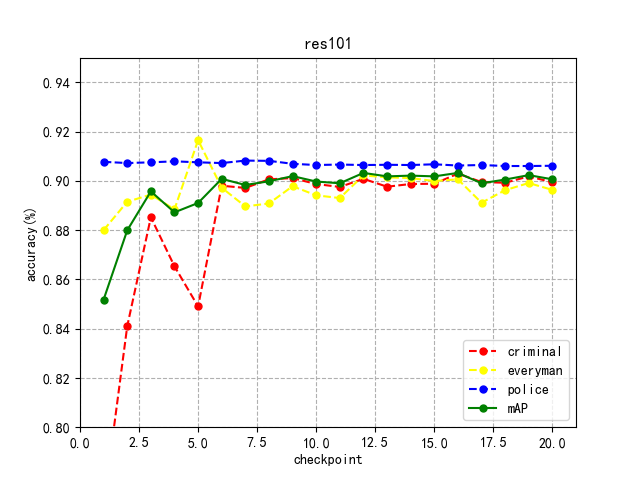 res101
accuracy(%)
0.94
0.92
0.90
0.88
0.86
0.84
0.82
0.80
0.0 2.5 5.0 7.5 10.0 12.5 15.0 17.5 20.0
checkpoint
criminal
everyman
police
mAP